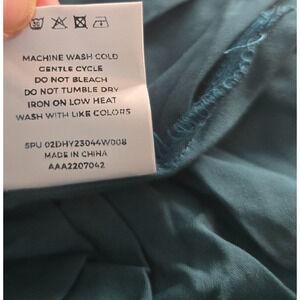 MACHINE WASH COLD
GENTLE CYCLE
DO NOT BLEACH
DO NOT TUMBLE DRY
IRON ON LOW HEAT
WASH WITH LIKE COLORS
SPU 02DHY23044W008
MADE IN CHINA
AAA2207042